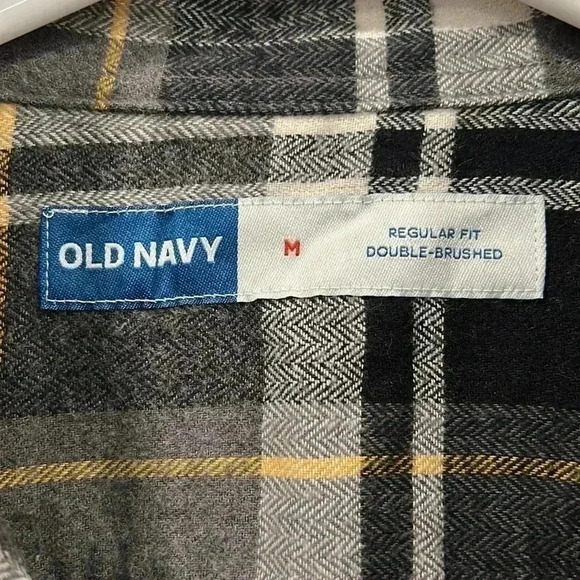 OLD NAVY
M
REGULAR FIT
DOUBLE-BRUSHED